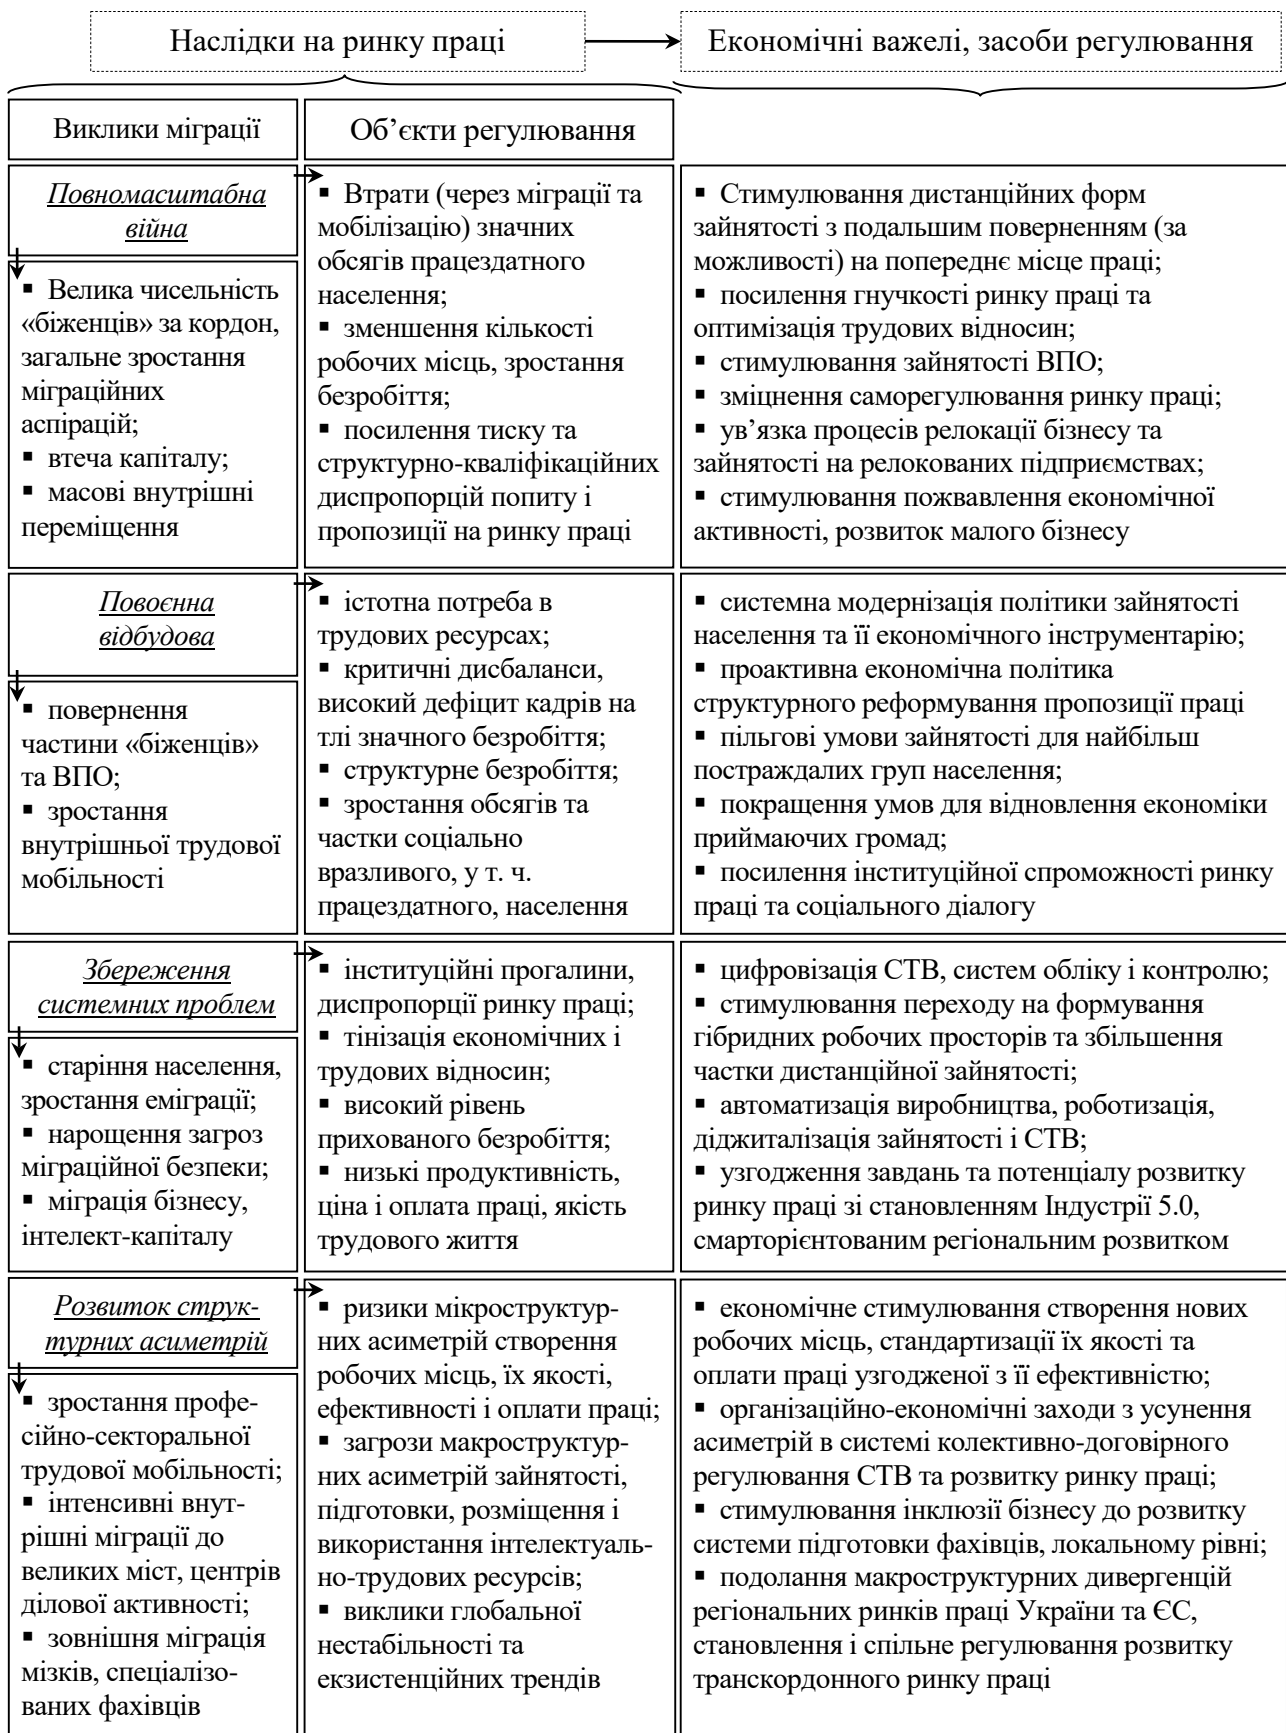 Наслідки на ринку праці
Економічні важелі, засоби регулювання
Виклики міграції
Об’єкти регулювання
Повномасштабна
війна
▪ Велика чисельність
«біженців» за кордон,
загальне зростання
міграційних
аспірацій;
▪ втеча капіталу;
▪ масові внутрішні
переміщення
▪ Втрати (через міграції та
мобілізацію) значних
обсягів працездатного
населення;
▪ зменшення кількості
робочих місць, зростання
безробіття;
▪ посилення тиску та
структурно-кваліфікаційних
диспропорцій попиту і
пропозиції на ринку праці
▪ Стимулювання дистанційних форм
зайнятості з подальшим поверненням (за
можливості) на попереднє місце праці;
▪ посилення гнучкості ринку праці та
оптимізація трудових відносин;
▪ стимулювання зайнятості ВПО;
▪ зміцнення саморегулювання ринку праці;
▪ ув’язка процесів релокації бізнесу та
зайнятості на релокованих підприємствах;
▪ стимулювання пожвавлення економічної
активності, розвиток малого бізнесу
Повоєнна
відбудова
▪ повернення
частини «біженців»
та ВПО;
▪ зростання
внутрішньої трудової
мобільності
▪ істотна потреба в
трудових ресурсах;
▪ критичні дисбаланси,
високий дефіцит кадрів на
тлі значного безробіття;
▪ структурне безробіття;
▪ зростання обсягів та
частки соціально
вразливого, у т. ч.
працездатного, населення
▪ системна модернізація політики зайнятості
населення та її економічного інструментарію;
▪ проактивна економічна політика
структурного реформування пропозиції праці
▪ пільгові умови зайнятості для найбільш
постраждалих груп населення;
▪ покращення умов для відновлення економіки
приймаючих громад;
▪ посилення інституційної спроможності ринку
праці та соціального діалогу
Збереження
системних проблем
▪ старіння населення,
зростання еміграції;
▪ нарощення загроз
міграційної безпеки;
▪ міграція бізнесу,
інтелект-капіталу
▪ інституційні прогалини,
диспропорції ринку праці;
▪ тінізація економічних і
трудових відносин;
▪ високий рівень
прихованого безробіття;
▪ низькі продуктивність,
ціна і оплата праці, якість
трудового життя
▪ цифровізація СТВ, систем обліку і контролю;
▪ стимулювання переходу на формування
гібридних робочих просторів та збільшення
частки дистанційної зайнятості;
▪ автоматизація виробництва, роботизація,
діджиталізація зайнятості і СТВ;
▪ узгодження завдань та потенціалу розвитку
ринку праці зі становленням Індустрії 5.0,
смарторієнтованим регіональним розвитком
Розвиток струк-
турних асиметрій
▪ зростання профе-
сійно-секторальної
трудової мобільності;
▪ інтенсивні внут-
рішні міграції до
великих міст, центрів
ділової активності;
▪ зовнішня міграція
мізків, спеціалізо-
ваних фахівців
▪ ризики мікроструктур-
них асиметрій створення
робочих місць, їх якості,
ефективності і оплати праці;
▪ загрози макроструктур-
них асиметрій зайнятості,
підготовки, розміщення і
використання інтелектуаль-
но-трудових ресурсів;
▪ виклики глобальної
нестабільності та
екзистенційних трендів
▪ економічне стимулювання створення нових
робочих місць, стандартизації їх якості та
оплати праці узгодженої з її ефективністю;
▪ організаційно-економічні заходи з усунення
асиметрій в системі колективно-договірного
регулювання СТВ та розвитку ринку праці;
▪ стимулювання інклюзії бізнесу до розвитку
системи підготовки фахівців, локальному рівні;
▪ подолання макроструктурних дивергенцій
регіональних ринків праці України та ЄС,
становлення і спільне регулювання розвитку
транскордонного ринку праці